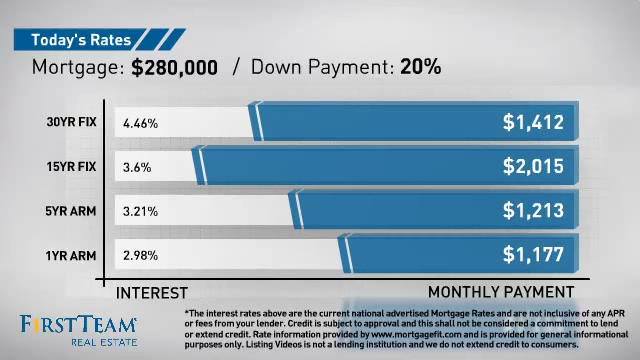 Today's Rates
Mortgage: $280,000 / Down Payment: 20%
30YR FIX 4.46% $1,412
15YR FIX 3.6% $2,015
5YR ARM 3.21% $1,213
1YR ARM 2.98% $1,177
INTEREST MONTHLY PAYMENT
FIRSTTEAM®
REAL ESTATE
*The interest rates above are the current national advertised Mortgage Rates and are not inclusive of any APR
or fees from your lender. Credit is subject to approval and this shall not be considered a commitment to lend
or extend credit. Rate information provided by www.mortgagefit.com and is provided for general informational
purposes only. Listing Videos is not a lending institution and we do not extend credit to consumers.